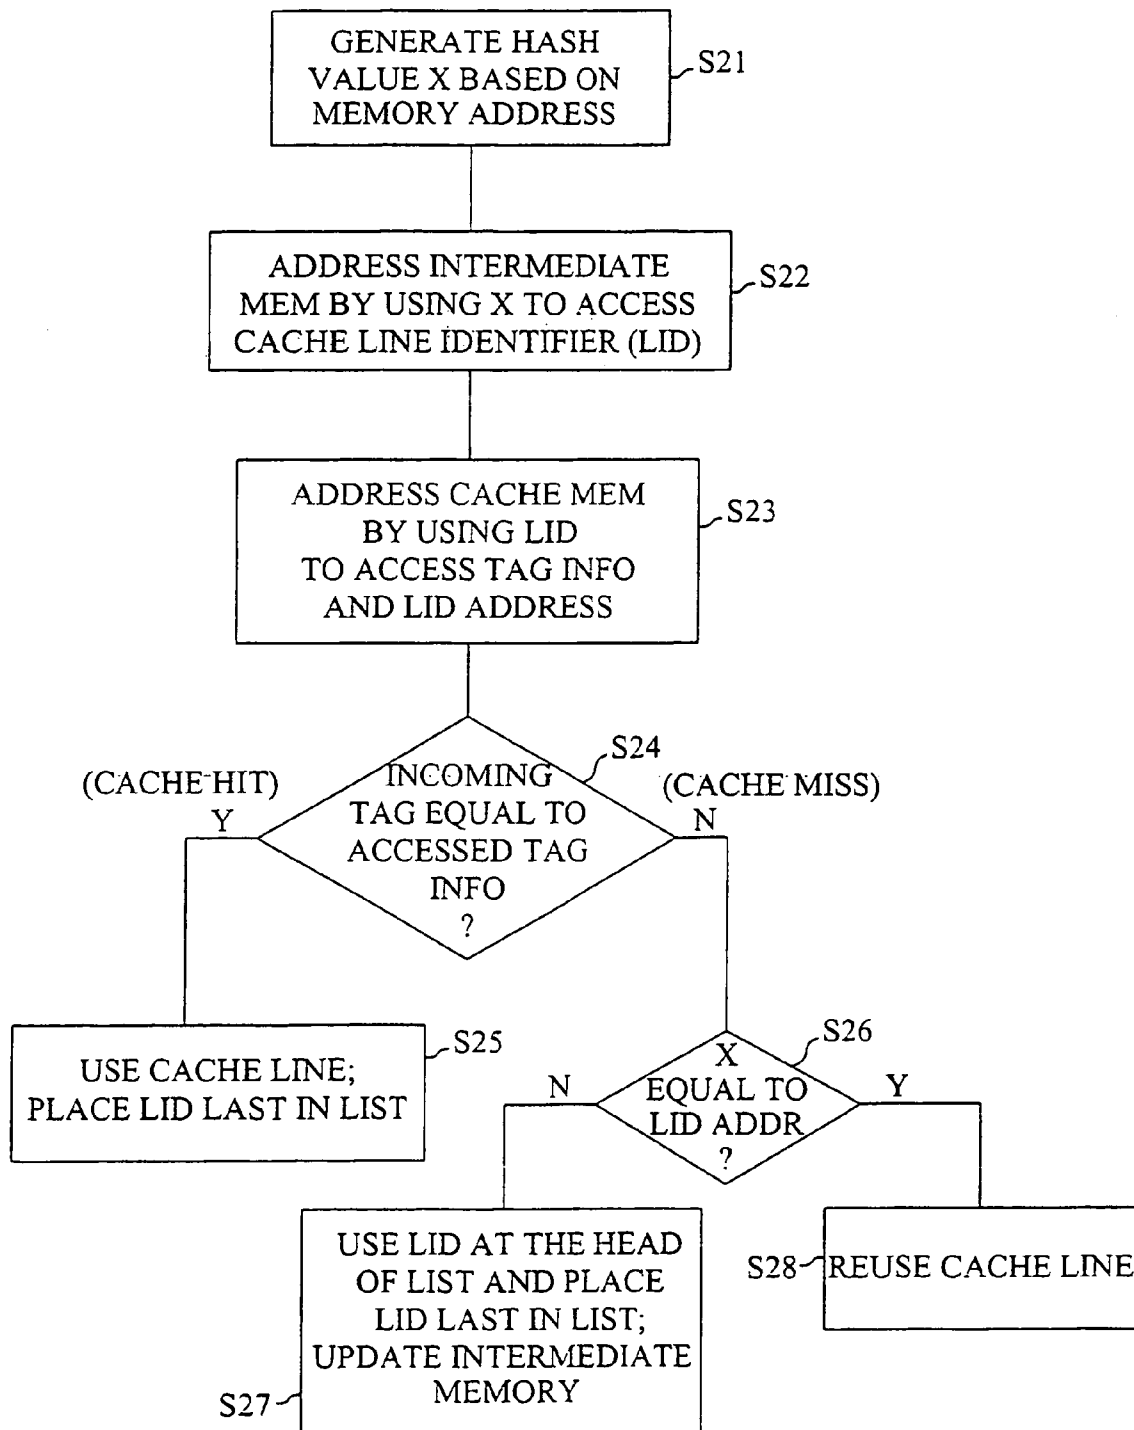 GENERATE HASH
VALUE X BASED ON
MEMORY ADDRESS
S21
ADDRESS INTERMEDIATE
MEM BY USING X TO ACCESS
CACHE LINE IDENTIFIER (LID)
S22
ADDRESS CACHE MEM
BY USING LID
TO ACCESS TAG INFO
AND LID ADDRESS
S23
S24
(CACHE HIT)
Y
INCOMING
TAG EQUAL TO
ACCESSED TAG
INFO
?
(CACHE MISS)
N
USE CACHE LINE;
PLACE LID LAST IN LIST
S25
S26
N
X
EQUAL TO
LID ADDR
?
Y
USE LID AT THE HEAD
OF LIST AND PLACE
LID LAST IN LIST;
UPDATE INTERMEDIATE
MEMORY
S27
S28
REUSE CACHE LINE